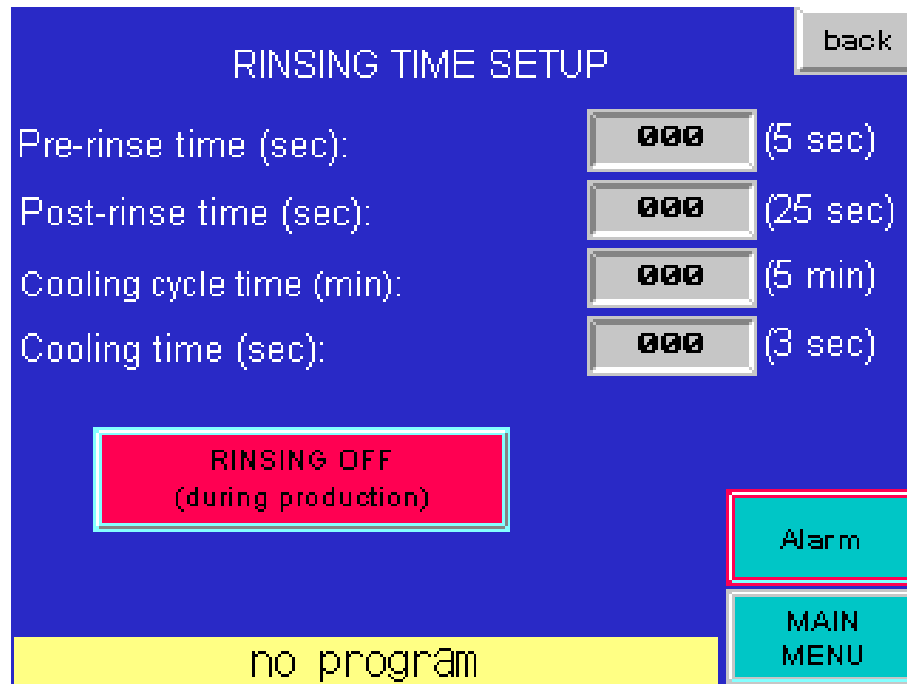 back
RINSING TIME SETUP
Pre-rinse time (sec): 000 (5 sec)
Post-rinse time (sec): 000 (25 sec)
Cooling cycle time (min): 000 (5 min)
Cooling time (sec): 000 (3 sec)
RINSING OFF
(during production)
Alarm
MAIN
MENU
no program